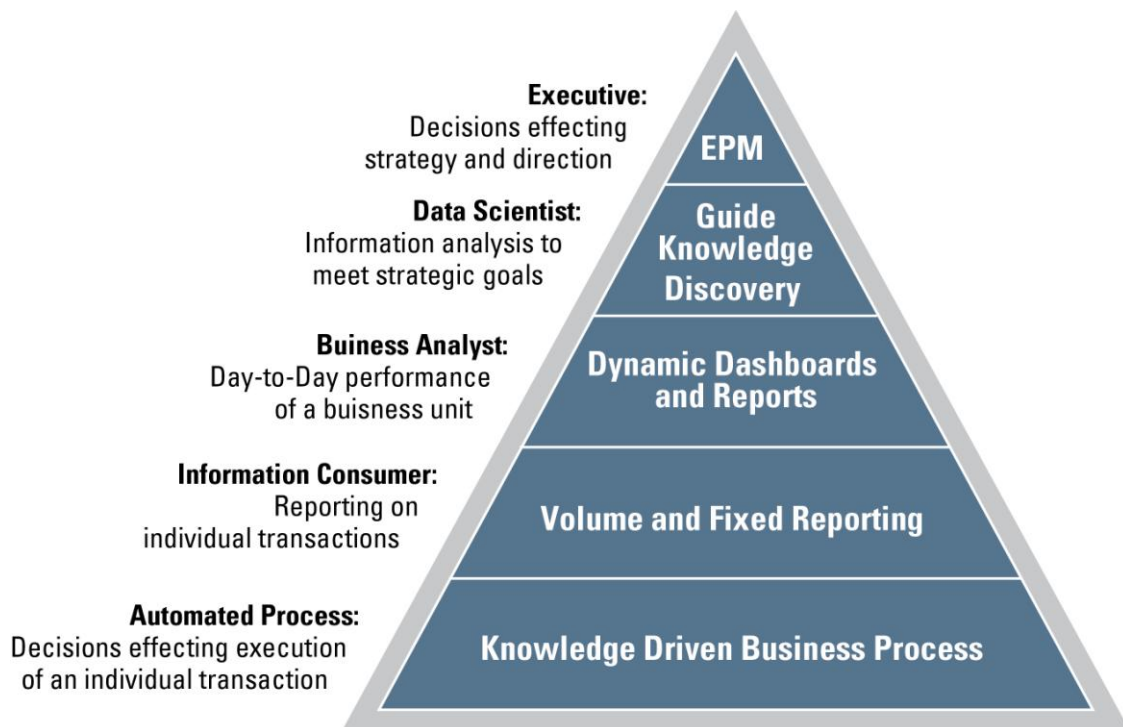 Executive:
Decisions effecting
strategy and direction
EPM
Data Scientist:
Information analysis to
meet strategic goals
Guide
Knowledge
Discovery
Buiness Analyst:
Day-to-Day performance
of a buisness unit
Dynamic Dashboards
and Reports
Information Consumer:
Reporting on
individual transactions
Volume and Fixed Reporting
Automated Process:
Decisions effecting execution
of an individual transaction
Knowledge Driven Business Process